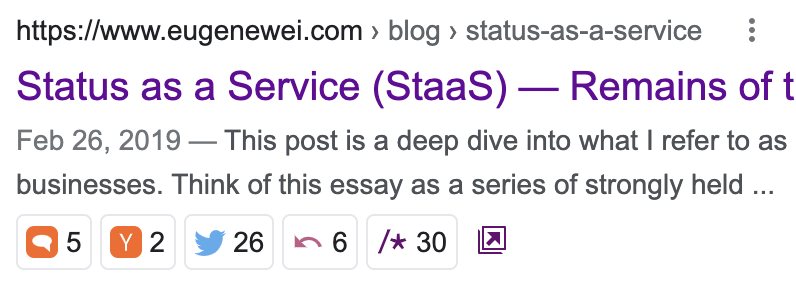 https://www.eugenewei.com › blog › status-as-a-service
Status as a Service (StaaS) — Remains of t
Feb 26, 2019 — This post is a deep dive into what I refer to as
businesses. Think of this essay as a series of strongly held ...
5 Y 2 26 6 /* 30